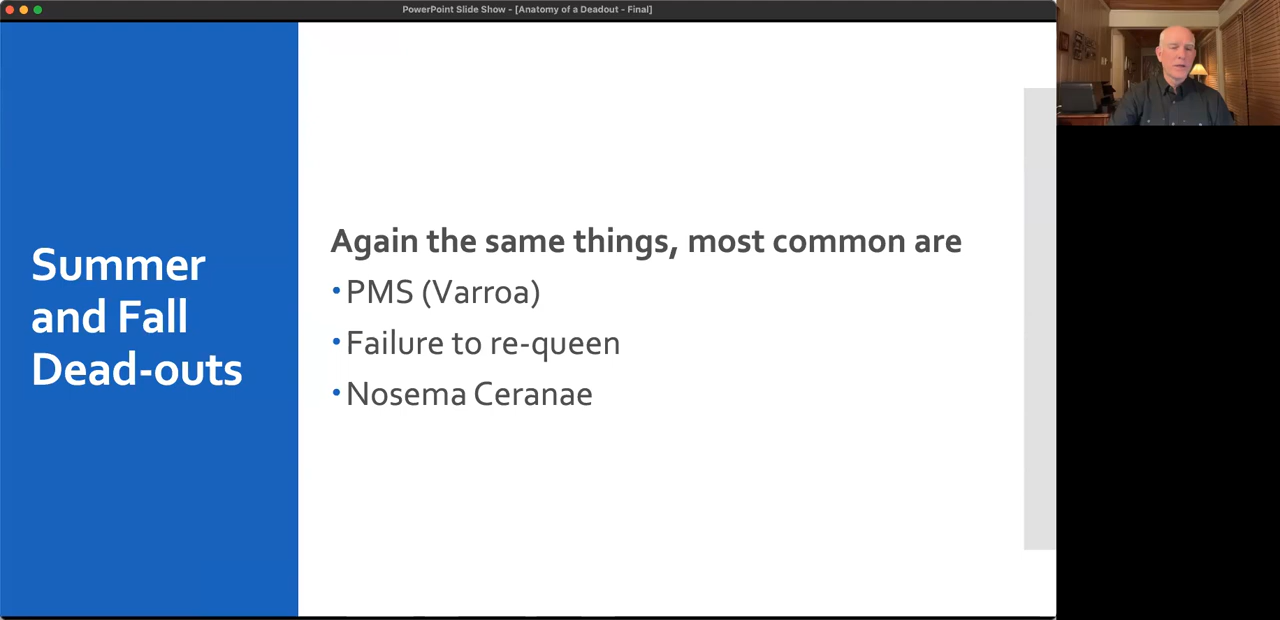 PowerPoint Slide Show - [Anatomy of a Deadout - Final]
Summer
and Fall
Dead-outs
Again the same things, most common are
•PMS (Varroa)
•Failure to re-queen
•Nosema Ceranae